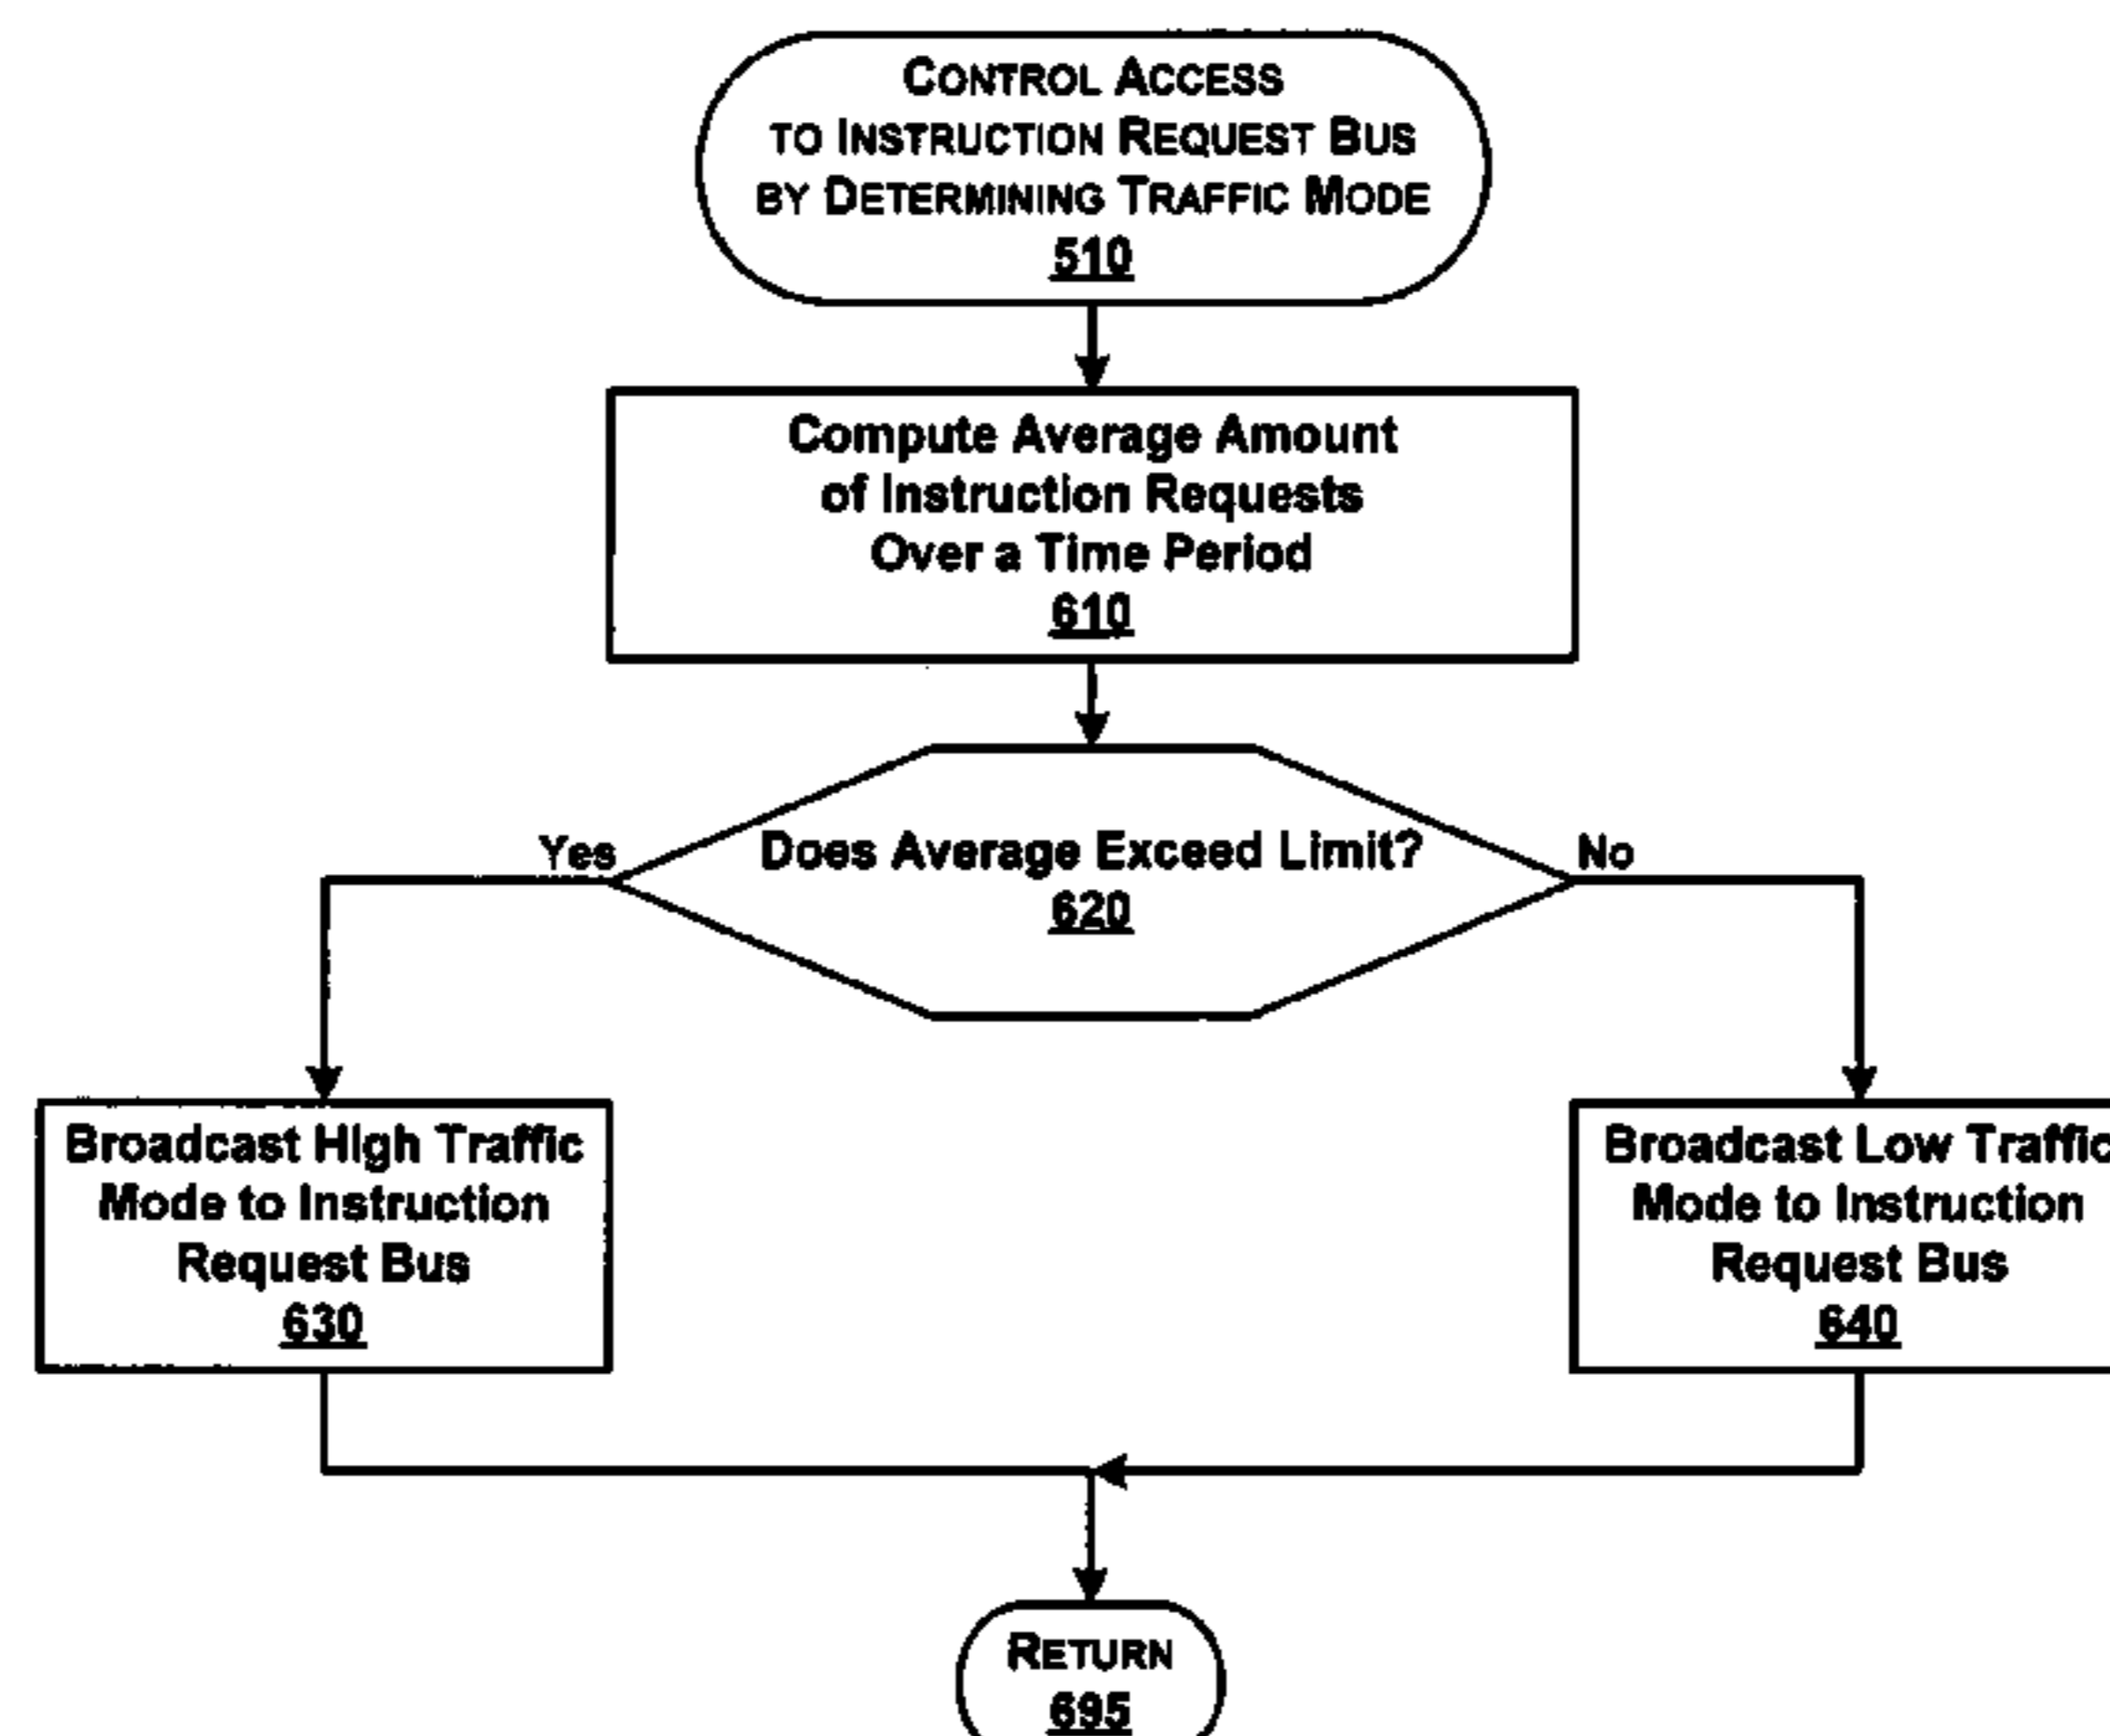 CONTROL ACCESS
TO INSTRUCTION REQUEST BUS
BY DETERMINING TRAFFIC MODE
510
Compute Average Amount
of Instruction Requests
Over a Time Period
610
Yes
Does Average Exceed Limit?
No
620
Broadcast High Traffic
Mode to Instruction
Request Bus
630
Broadcast Low Traffic
Mode to Instruction
Request Bus
640
RETURN
695